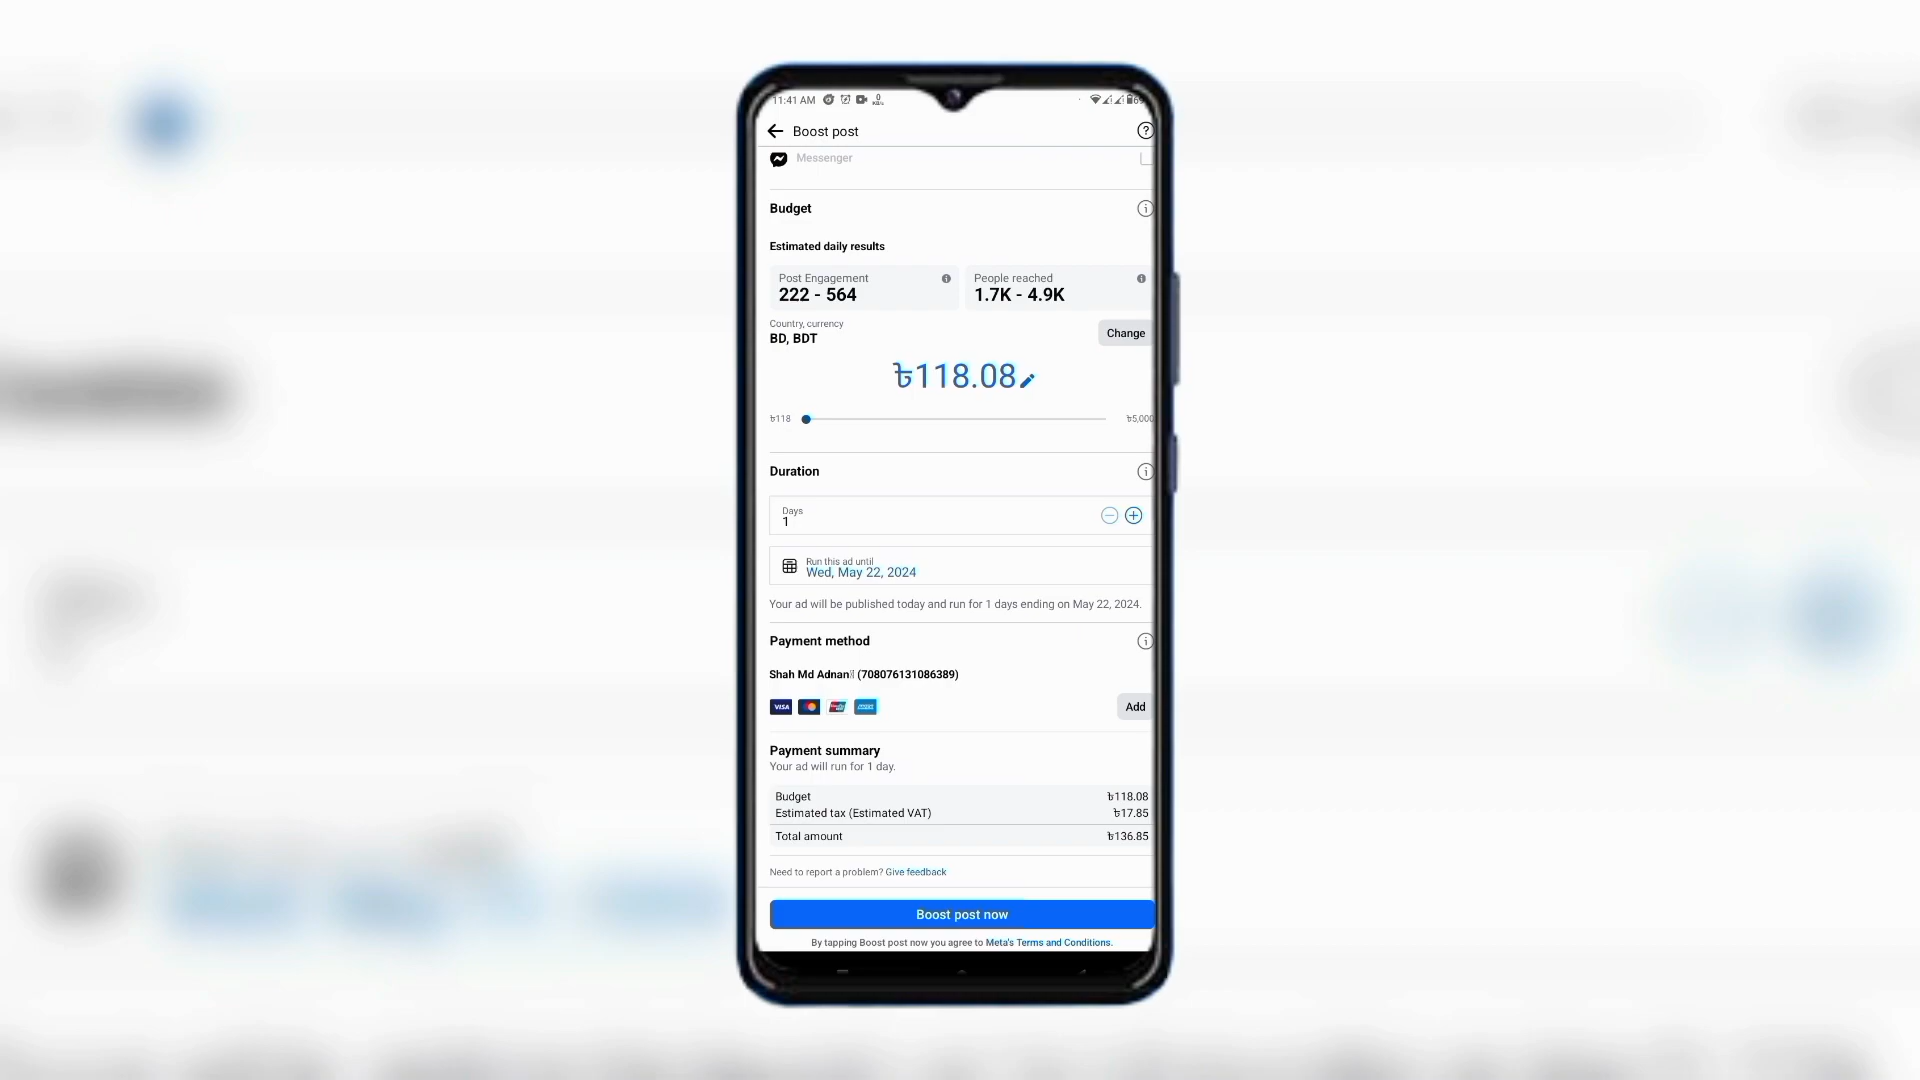 11:41 AM
0
KB/s
Boost post
Messenger
Budget
Estimated daily results
Post Engagement
222 - 564
People reached
1.7K - 4.9K
Country, currency
BD, BDT
Change
৳118.08
৳118
৳5,000
Duration
Days
1
Run this ad until
Wed, May 22, 2024
Your ad will be published today and run for 1 days ending on May 22, 2024.
Payment method
Shah Md Adnan (708076131086389)
VISA
Add
Payment summary
Your ad will run for 1 day.
Budget ৳118.08
Estimated tax (Estimated VAT) ৳17.85
Total amount ৳136.85
Need to report a problem? Give feedback
Boost post now
By tapping Boost post now you agree to Meta's Terms and Conditions.